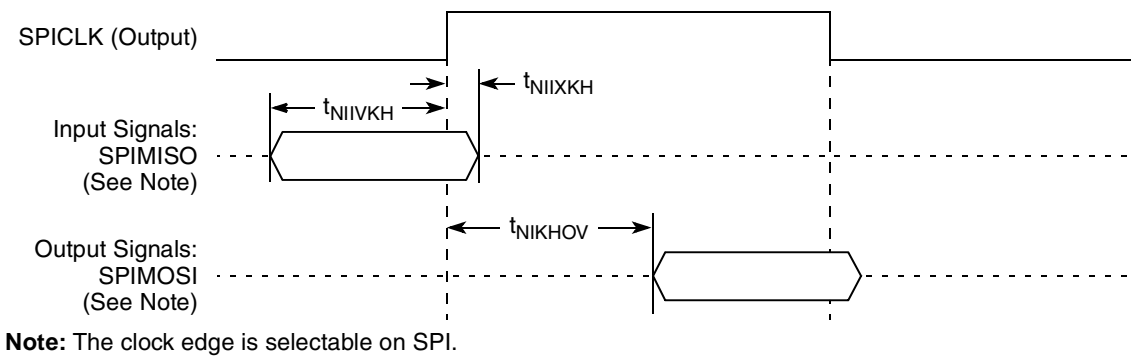 SPICLK (Output)
tNIIXKH
tNIIVKH
Input Signals:
SPIMISO
(See Note)
tNIKHOV
Output Signals:
SPIMOSI
(See Note)
Note: The clock edge is selectable on SPI.